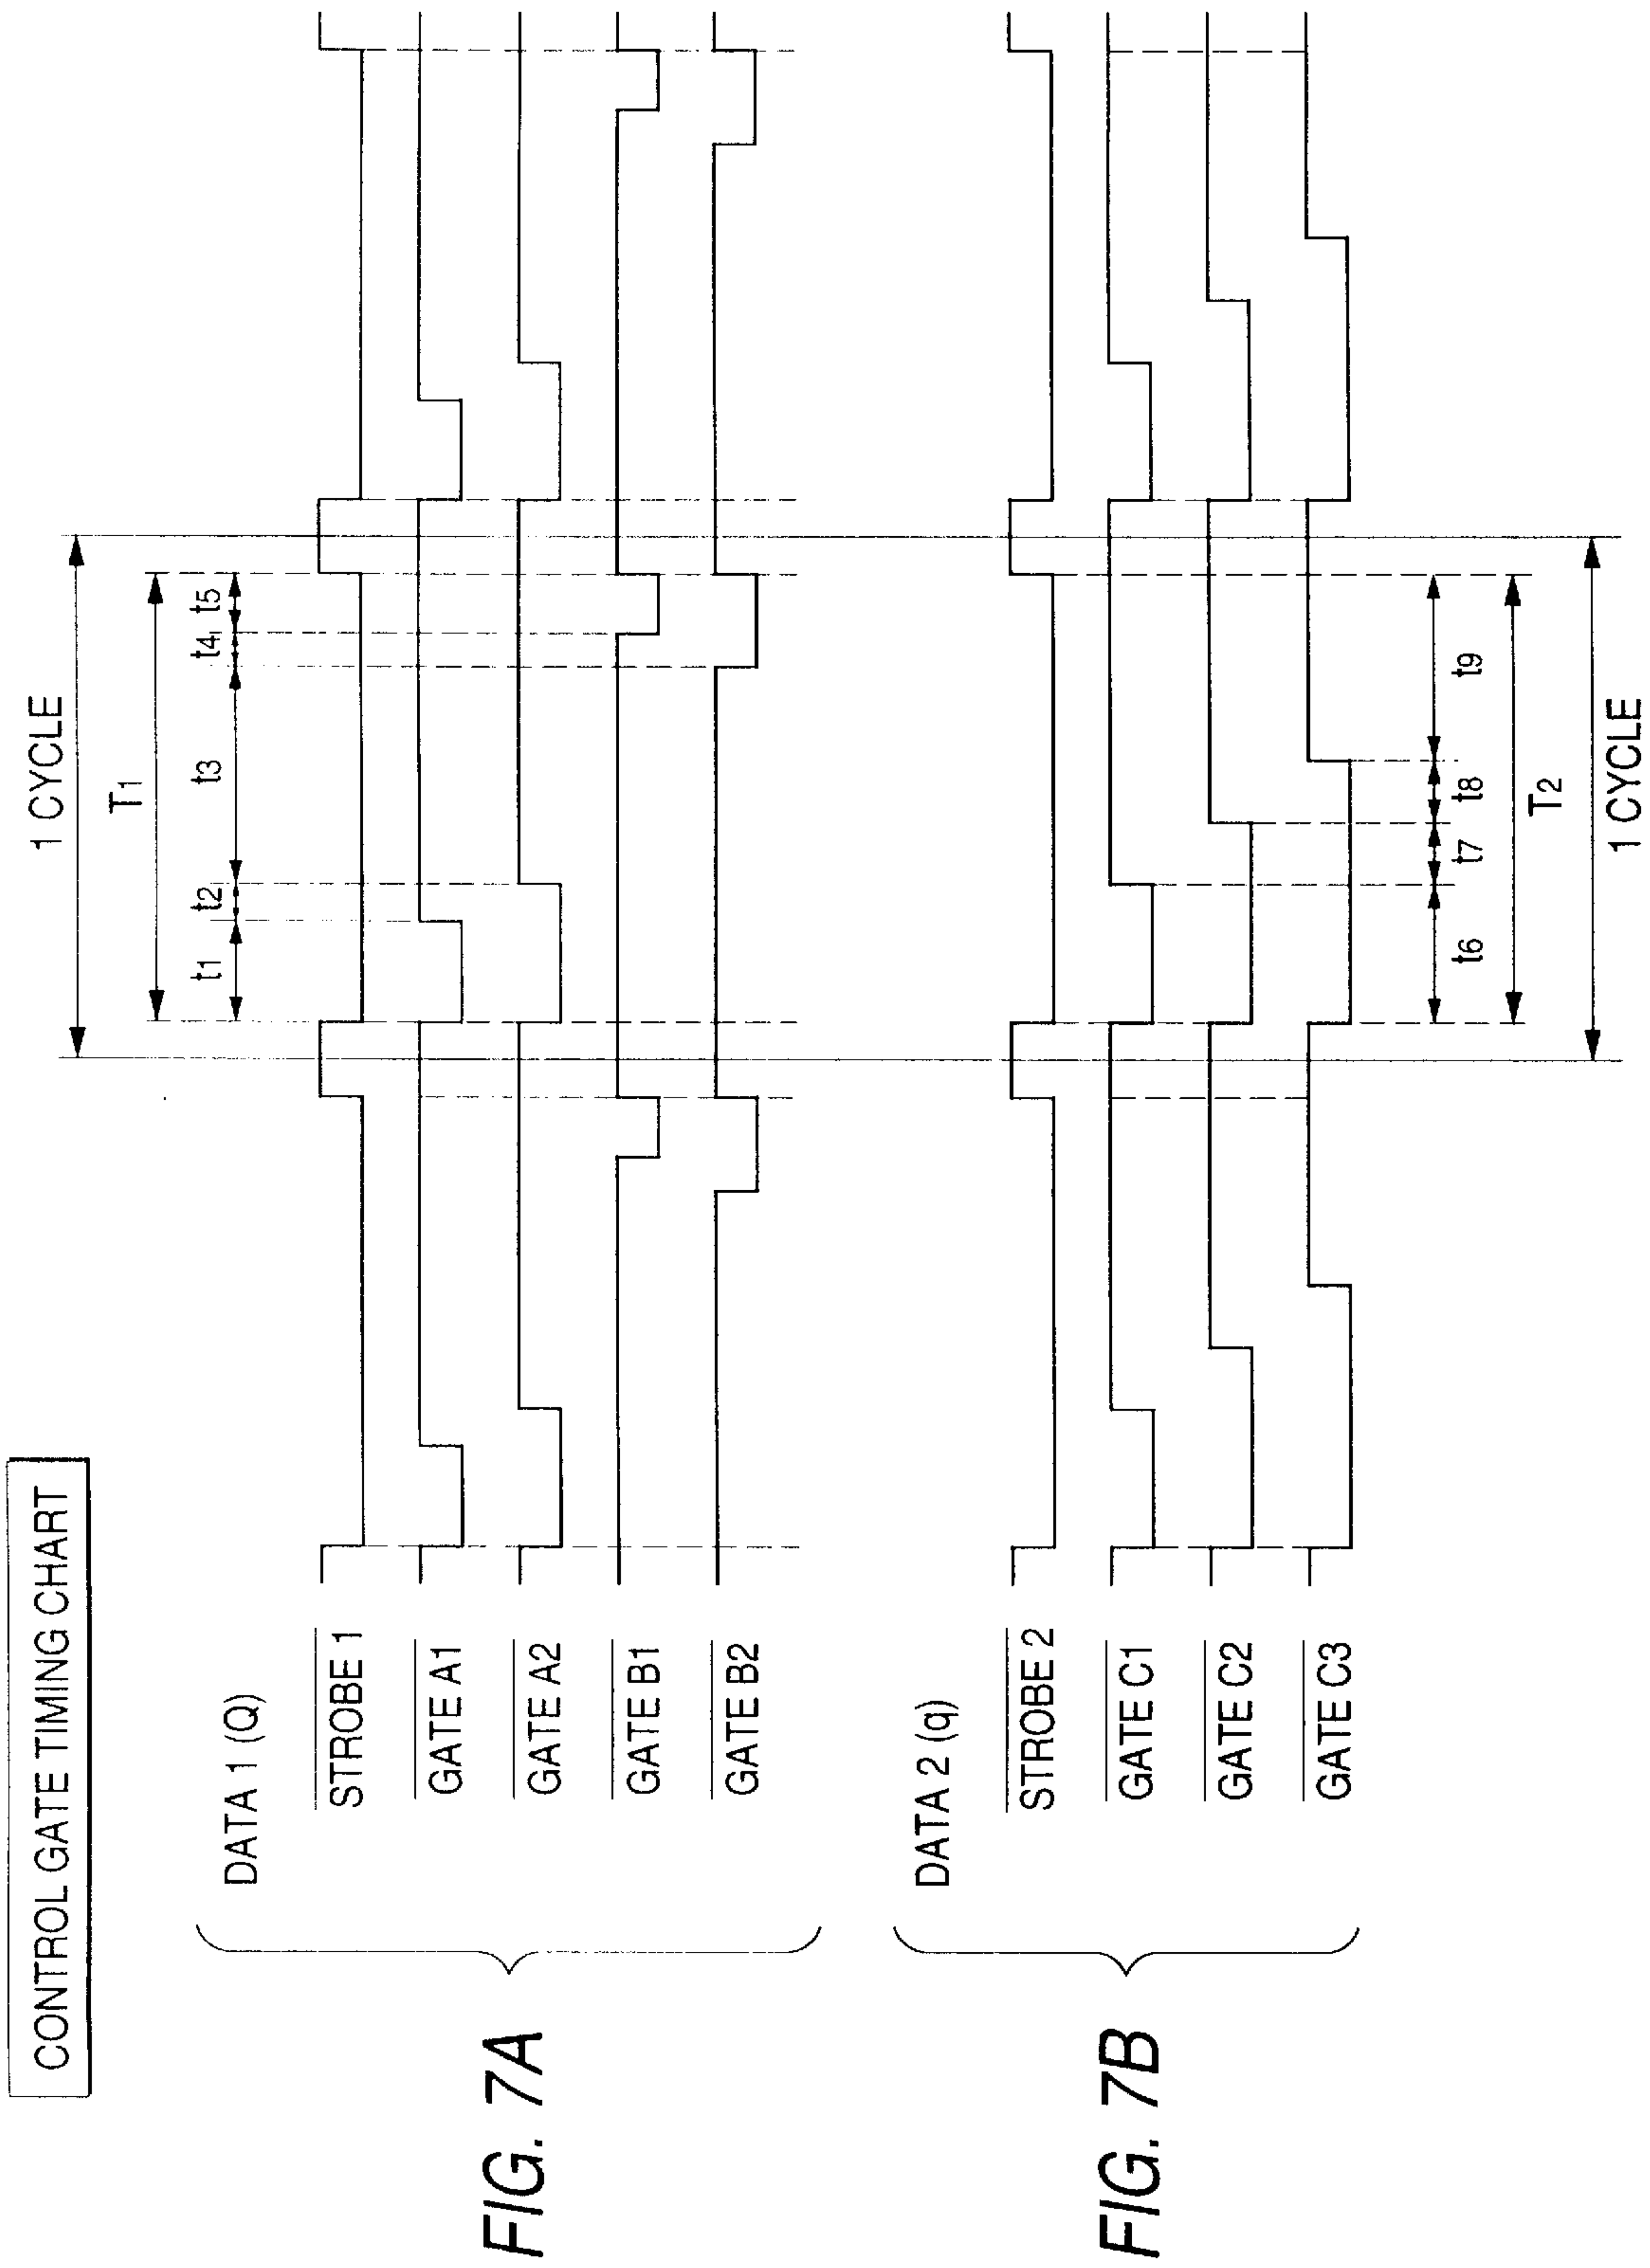 CONTROL GATE TIMING CHART
1 CYCLE
T1
t1 t2 t3 t4 t5
FIG. 7A
DATA 1 (Q)
STROBE 1
GATE A1
GATE A2
GATE B1
GATE B2
FIG. 7B
DATA 2 (q)
STROBE 2
GATE C1
GATE C2
GATE C3
t6 t7 t8 t9
T2
1 CYCLE